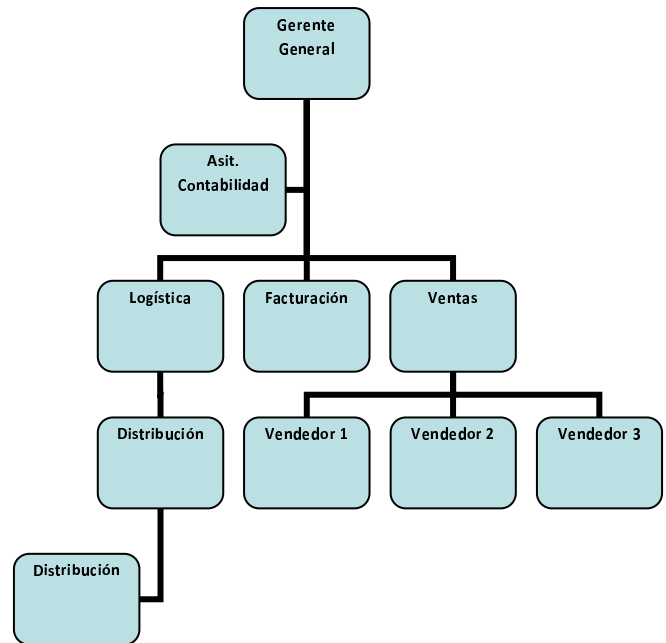 Gerente
General
Asit.
Contabilidad
Logística
Facturación
Ventas
Distribución
Vendedor 1
Vendedor 2
Vendedor 3
Distribución